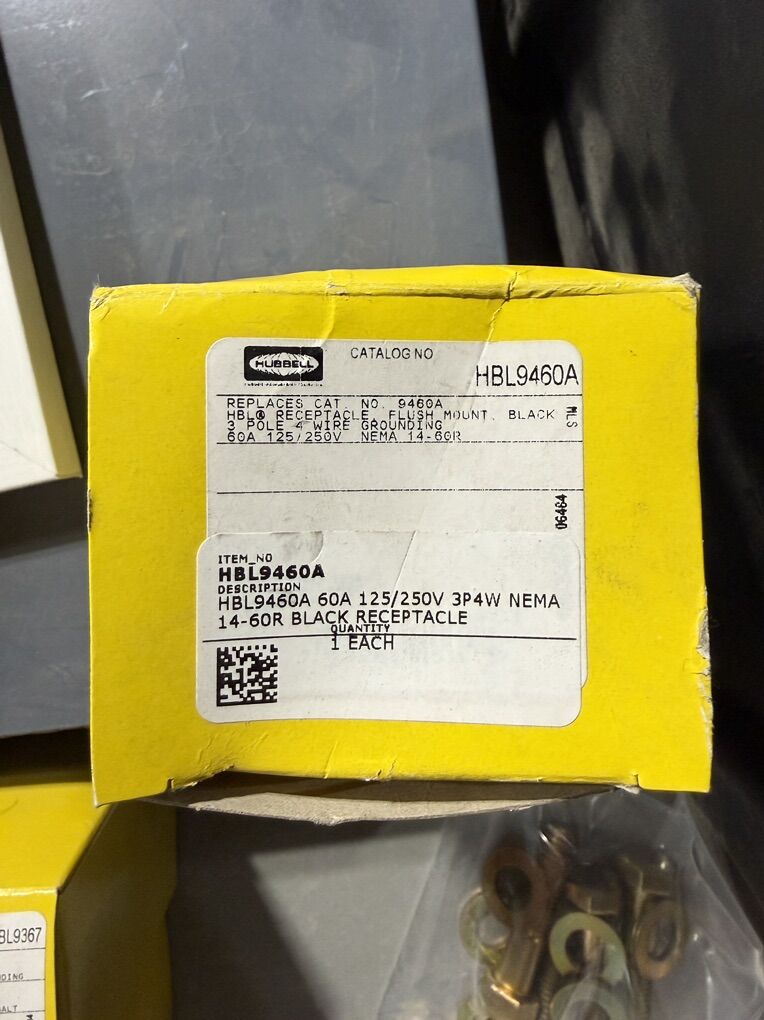 HUBBELL
CATALOG NO
HBL9460A
REPLACES CAT. NO. 9460A
HBL® RECEPTACLE, FLUSH MOUNT, BLACK
3 POLE 4 WIRE GROUNDING
60A 125/250V NEMA 14-60R
MLS
06464
ITEM_NO
HBL9460A
DESCRIPTION
HBL9460A 60A 125/250V 3P4W NEMA
14-60R BLACK RECEPTACLE
QUANTITY
1 EACH
BL9367